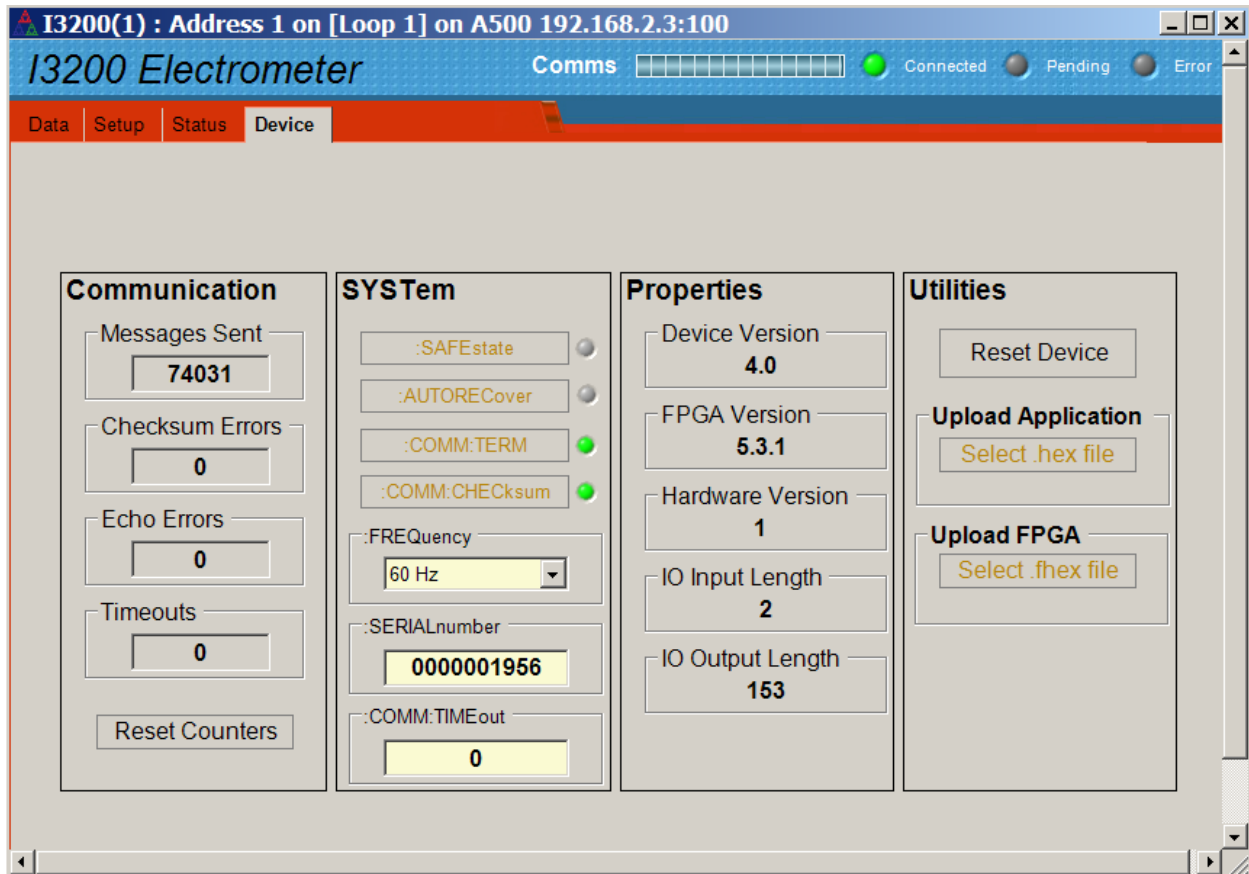 I3200(1) : Address 1 on [Loop 1] on A500 192.168.2.3:100
I3200 Electrometer
Comms
Connected
Pending
Error
Data
Setup
Status
Device
Communication
Messages Sent
74031
Checksum Errors
0
Echo Errors
0
Timeouts
0
Reset Counters
SYSTem
:SAFEstate
:AUTORECover
:COMM:TERM
:COMM:CHECksum
:FREQuency
60 Hz
:SERIALnumber
0000001956
:COMM:TIMEout
0
Properties
Device Version
4.0
FPGA Version
5.3.1
Hardware Version
1
IO Input Length
2
IO Output Length
153
Utilities
Reset Device
Upload Application
Select .hex file
Upload FPGA
Select .fhex file